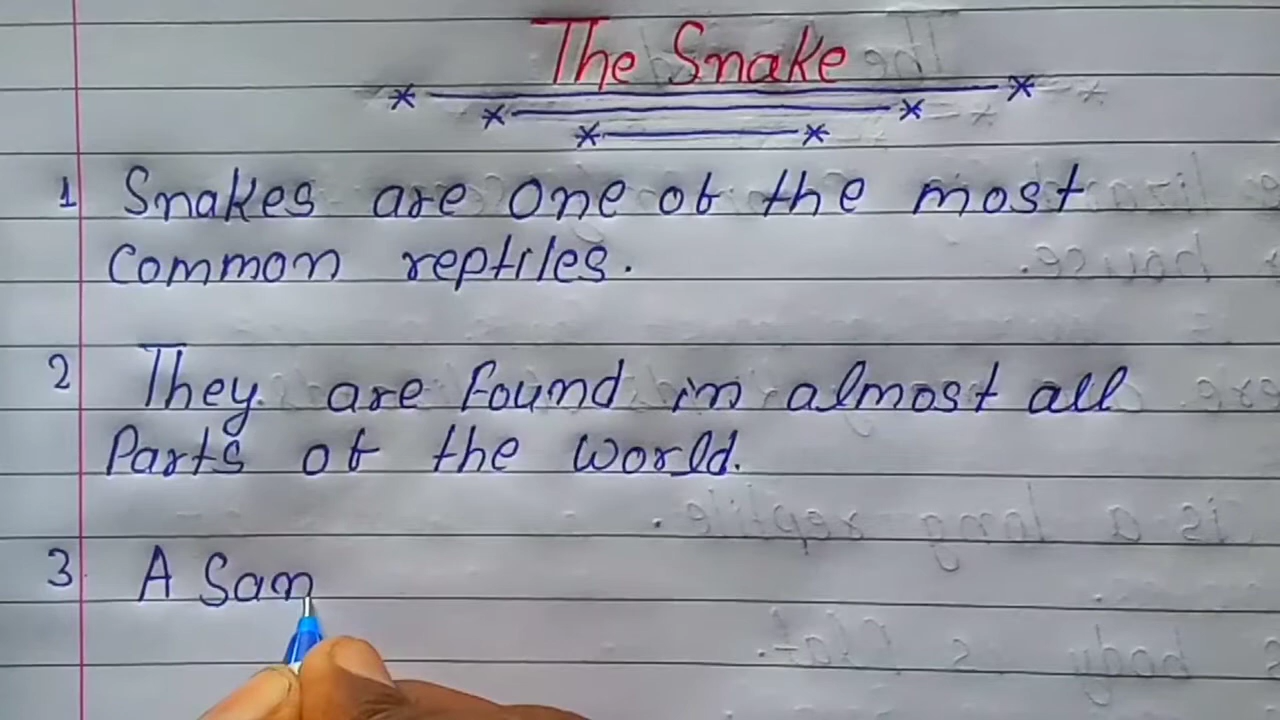 The Snake
1 Snakes are one of the most
common reptiles.
2 They are found in almost all
Parts of the world.
3 A San